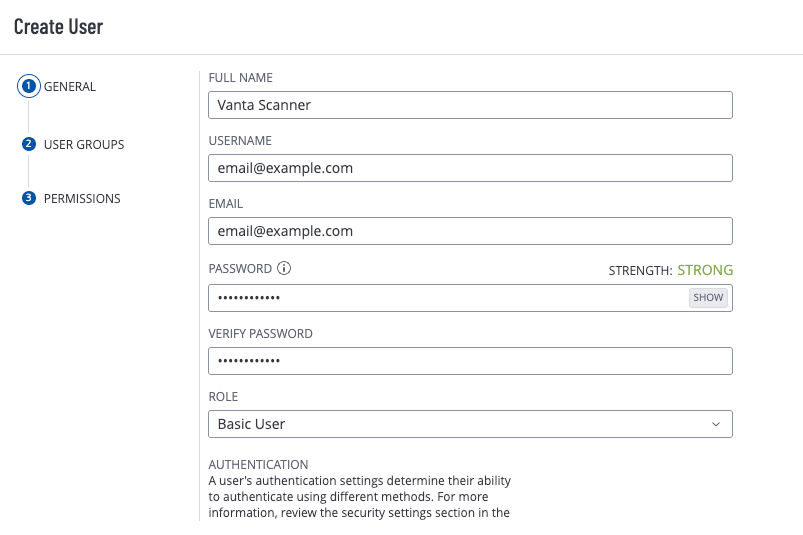 Create User
1 GENERAL
2 USER GROUPS
3 PERMISSIONS
FULL NAME
Vanta Scanner
USERNAME
email@example.com
EMAIL
email@example.com
PASSWORD
STRENGTH: STRONG
••••••••••••
SHOW
VERIFY PASSWORD
••••••••••••
ROLE
Basic User
AUTHENTICATION
A user's authentication settings determine their ability
to authenticate using different methods. For more
information, review the security settings section in the